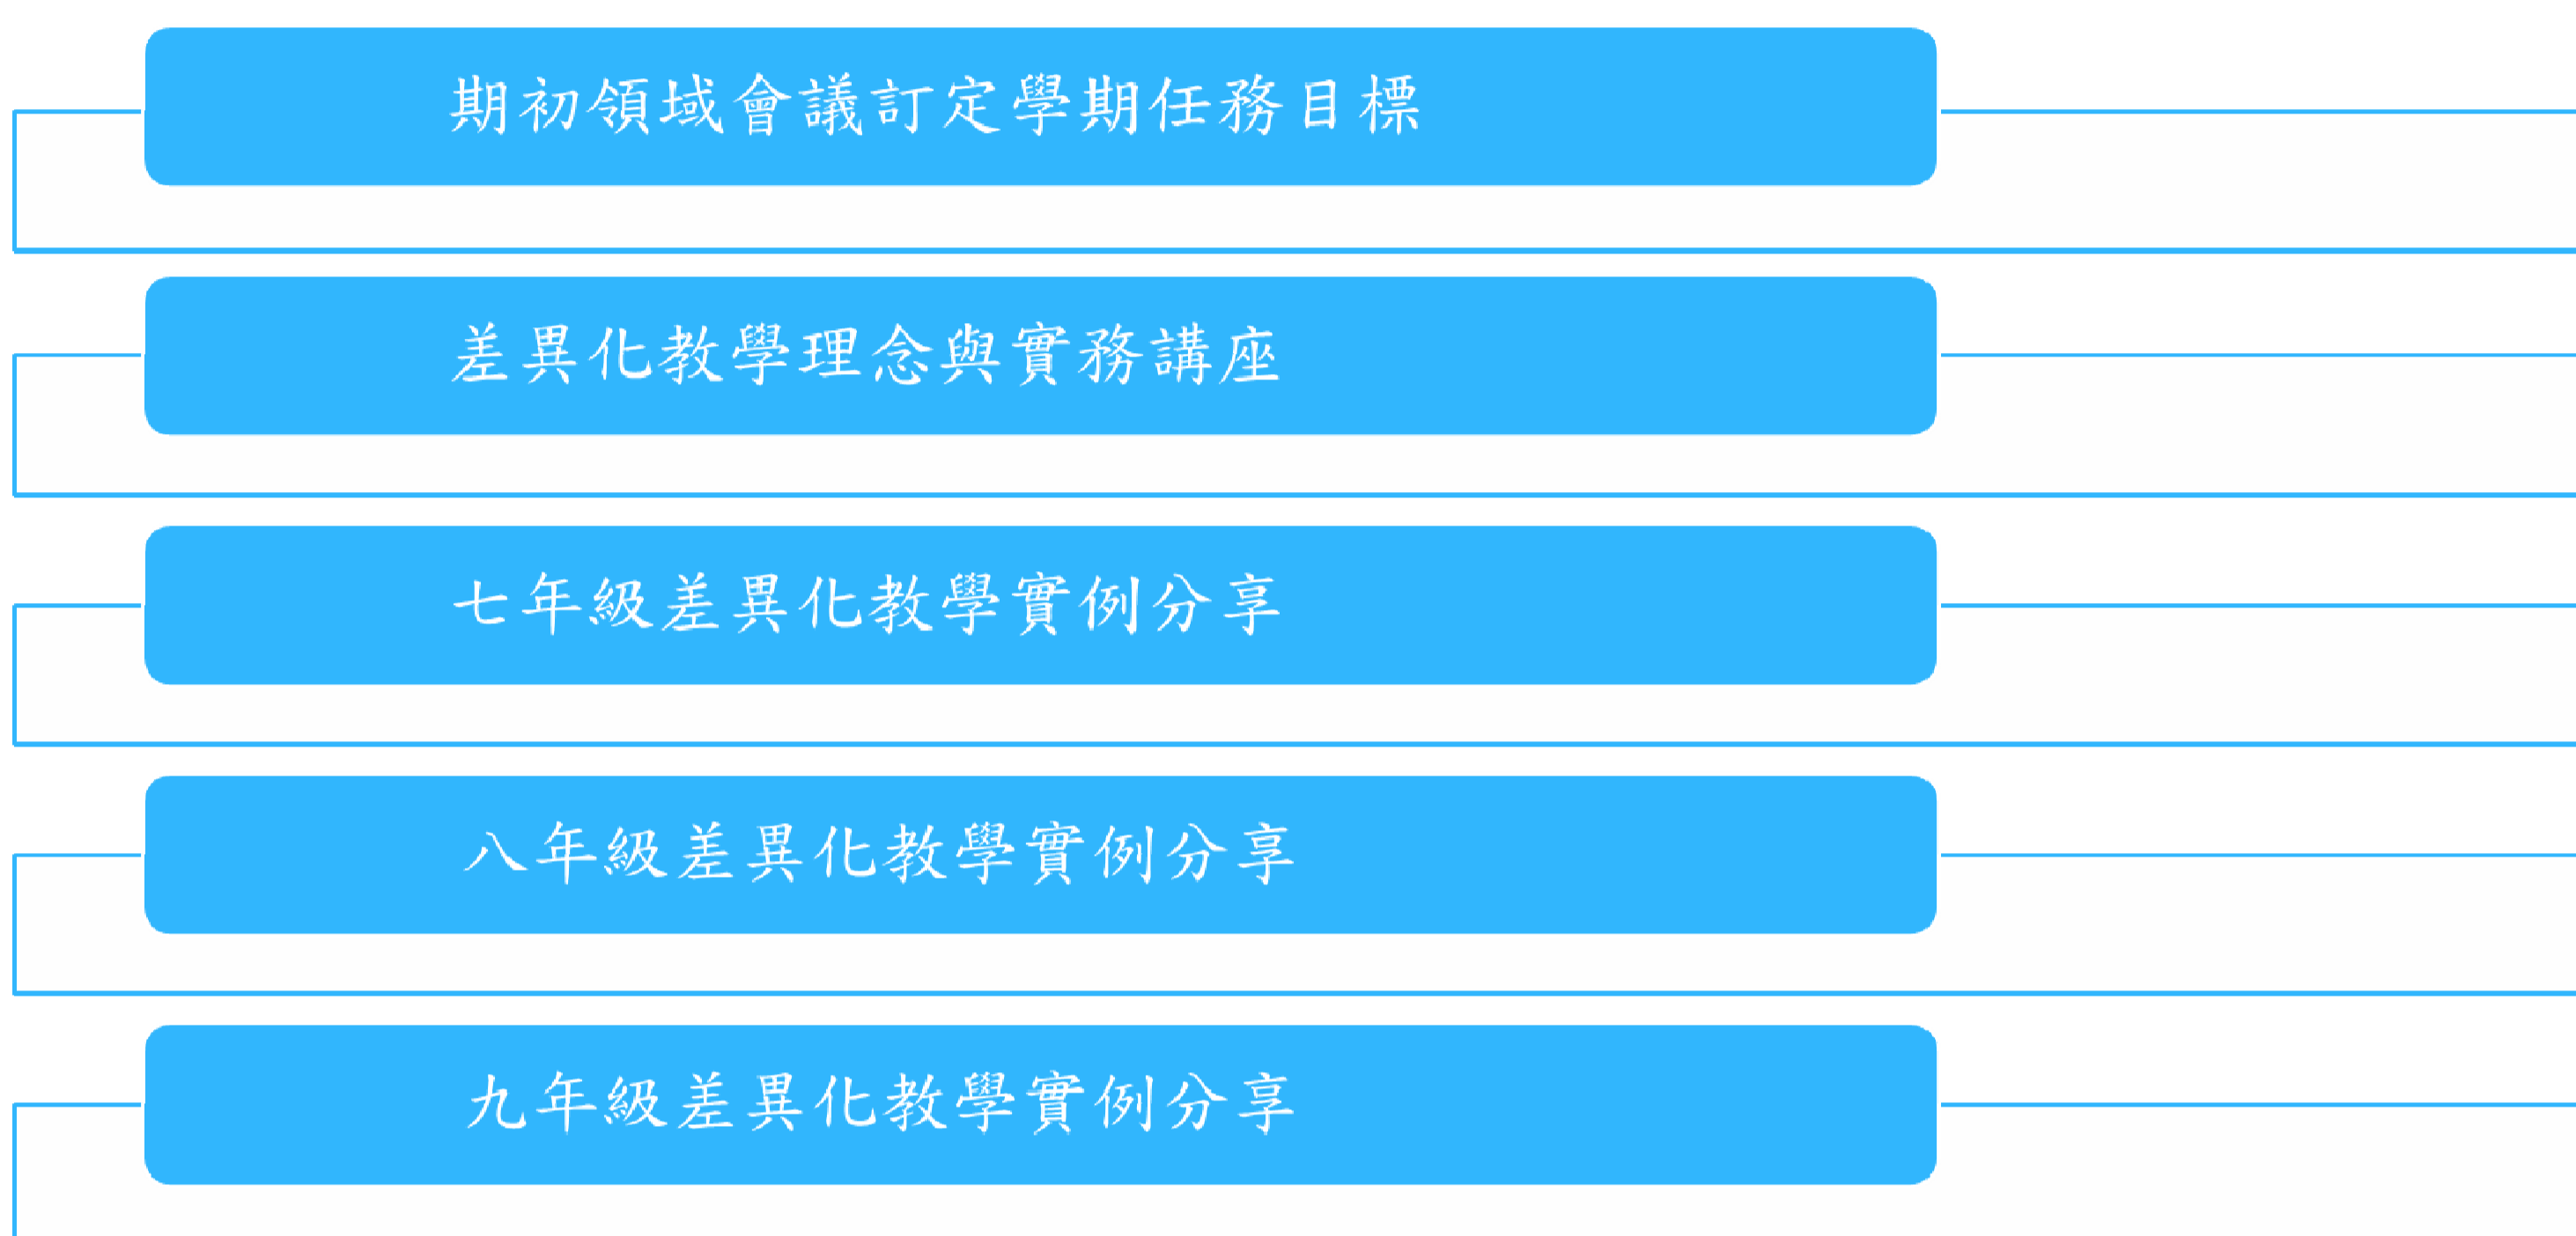 期初領域會議訂定學期任務目標
差異化教學理念與實務講座
七年級差異化教學實例分享
八年級差異化教學實例分享
九年級差異化教學實例分享